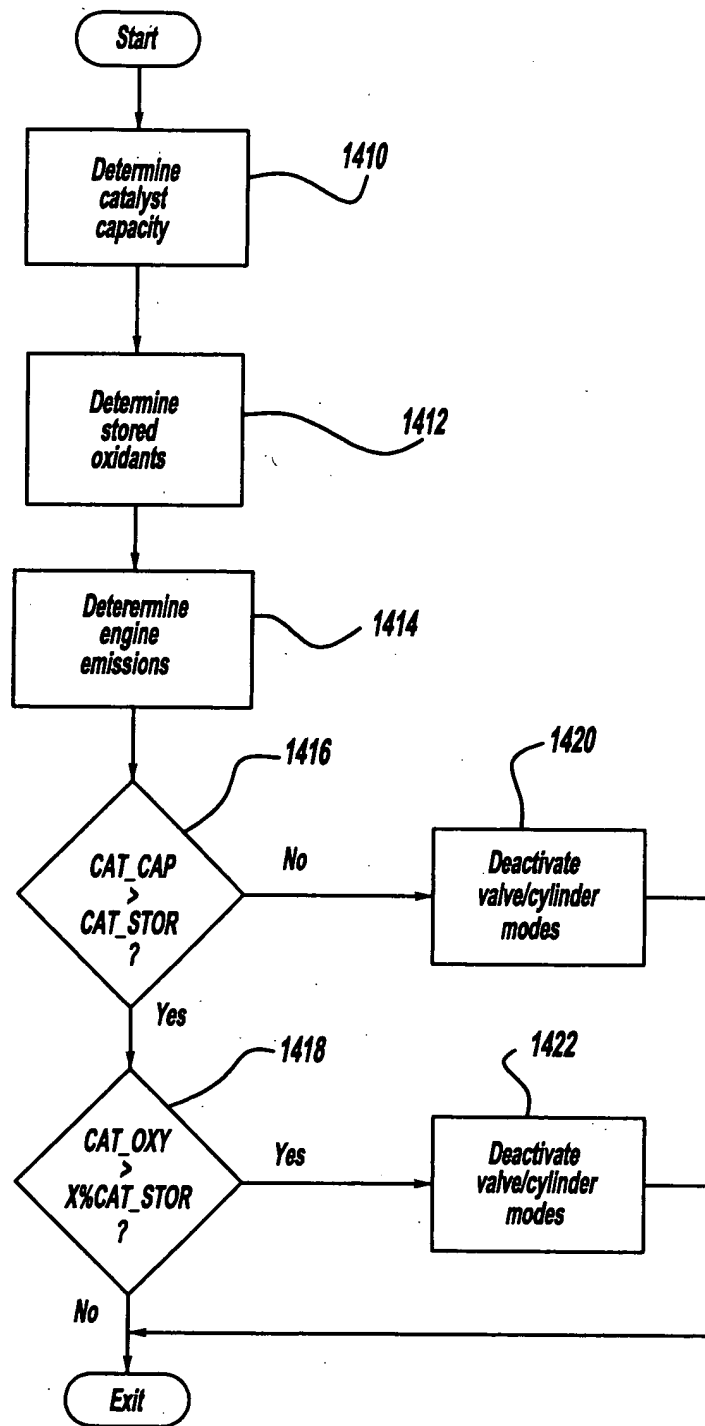 Start
Determine
catalyst
capacity
1410
Determine
stored
oxidants
1412
Deterermine
engine
emissions
1414
1416
CAT_CAP
>
CAT_STOR
?
No
1420
Deactivate
valve/cylinder
modes
Yes
1418
CAT_OXY
>
X%CAT_STOR
?
Yes
1422
Deactivate
valve/cylinder
modes
No
Exit